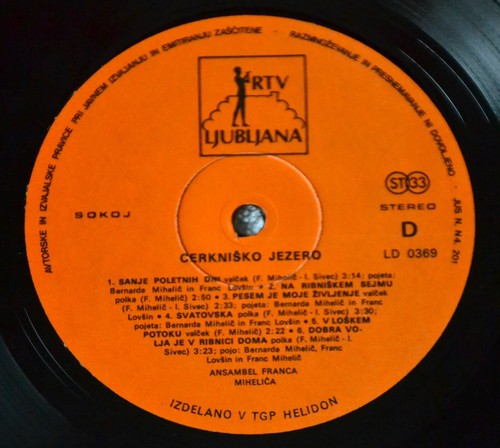 AVTORSKE IN IZVAJALSKE PRAVICE PRI JAVNEM IZVAJANJU IN EMITIRANJU ZAŠČITENE - RAZMNOŽEVANJE IN PRESNEMAVANJE NI DOVOLJENO - JUS N. N4. 201
RTV
LJUBLJANA
ST 33
SOKOJ
STEREO
D
CERKNIŠKO JEZERO
LD 0369
1. SANJE POLETNIH DNI valček (F. Mihelič - I. Sivec) 3:14; pojeta:
Bernarda Mihelič in Franc Lovšin • 2. NA RIBNIŠKEM SEJMU
polka (F. Mihelič) 2:50 • 3. PESEM JE MOJE ŽIVLJENJE valček
(F. Mihelič - I. Sivec) 2:33; pojeta: Bernarda Mihelič in Franc
Lovšin • 4. SVATOVSKA polka (F. Mihelič - I. Sivec) 3:30;
pojeta: Bernarda Mihelič in Franc Lovšin • 5. V LOŠKEM
POTOKU valček (F. Mihelič) 2:22 • 6. DOBRA VO-
LJA JE V RIBNICI DOMA polka (F. Mihelič - I.
Sivec) 3:23; pojo: Bernarda Mihelič, Franc
Lovšin in Franc Mihelič
ANSAMBEL FRANCA
MIHELIČA
IZDELANO V TGP HELIDON